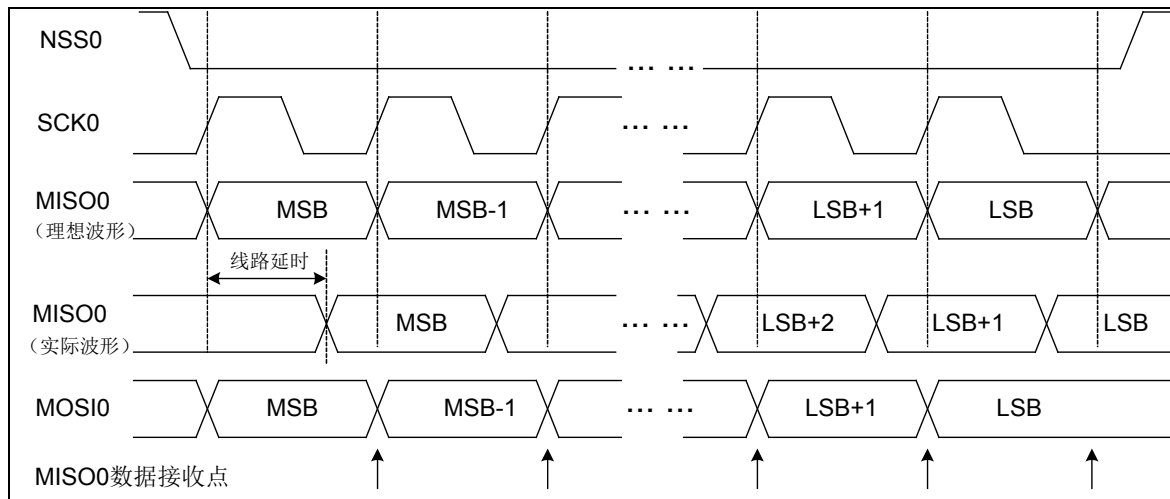 NSS0
... ...
SCK0
... ...
MISO0
(理想波形)
MSB MSB-1 ... ... LSB+1 LSB
线路延时
MISO0
(实际波形)
MSB ... ... LSB+2 LSB+1 LSB
MOSI0 MSB MSB-1 ... ... LSB+1 LSB
MISO0数据接收点